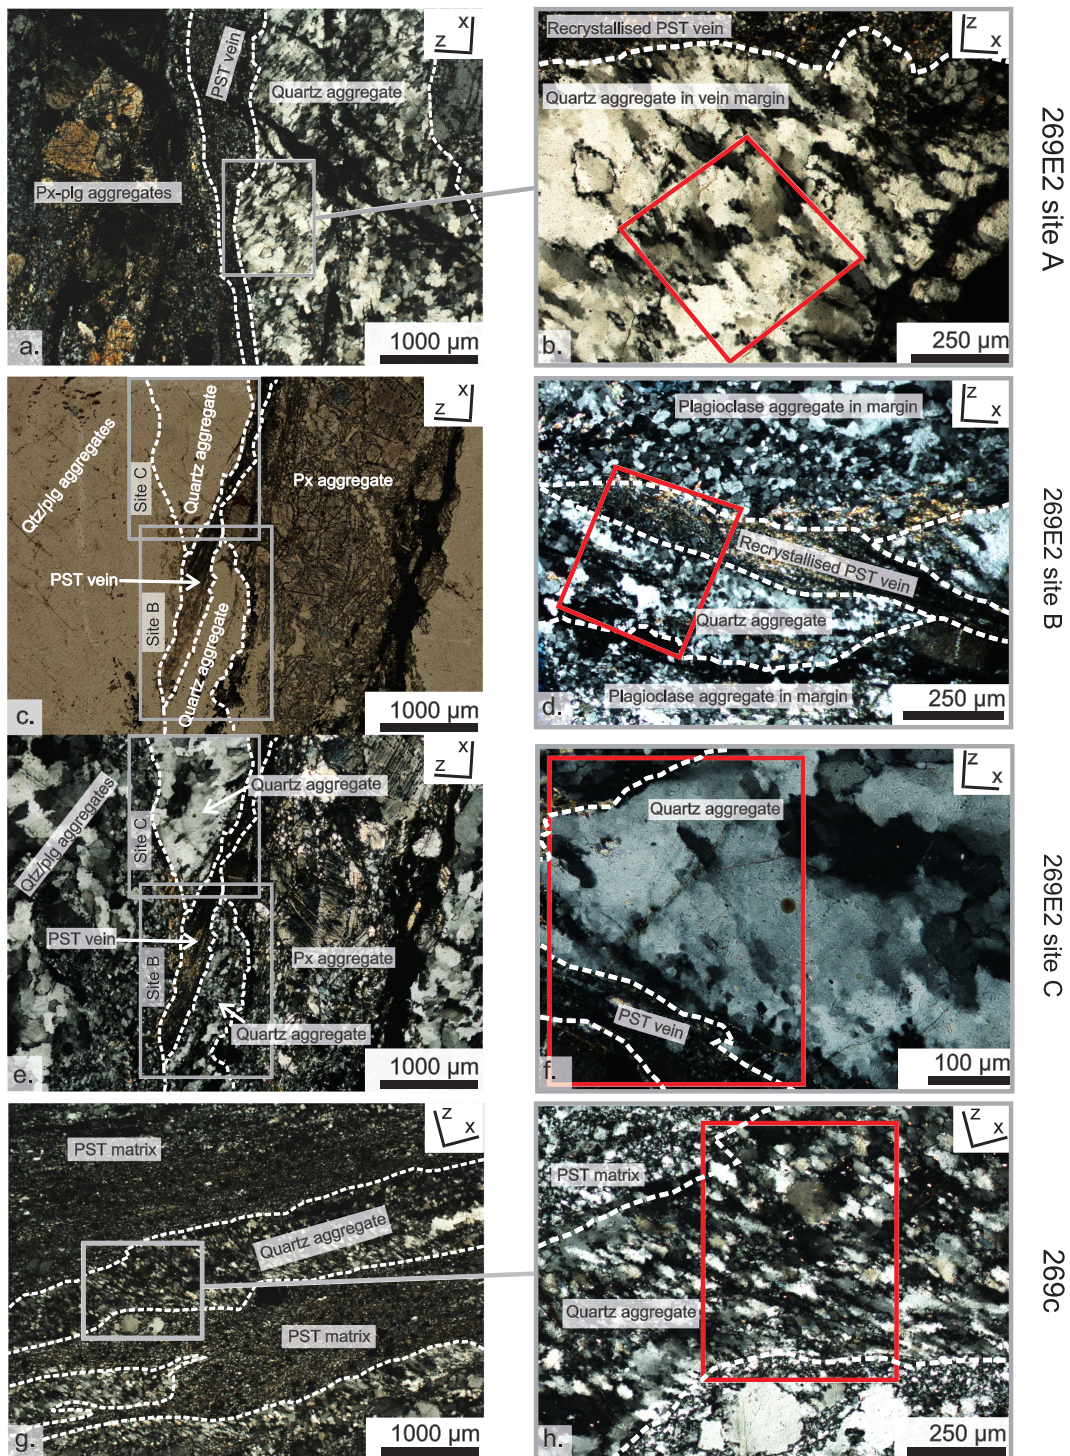 x
z
PST vein
Quartz aggregate
Px-plg aggregates
a.
1000 µm
z
x
Recrystallised PST vein
Quartz aggregate in vein margin
b.
250 µm
269E2 site A
x
z
Qtz/plg aggregates
Site C
Quartz aggregate
Px aggregate
PST vein
Site B
Quartz aggregate
c.
1000 µm
z
x
Plagioclase aggregate in margin
Recrystallised PST vein
Quartz aggregate
Plagioclase aggregate in margin
d.
250 µm
269E2 site B
x
z
Qtz/plg aggregates
Quartz aggregate
Site C
PST vein
Site B
Px aggregate
Quartz aggregate
e.
1000 µm
z
x
Quartz aggregate
PST vein
f.
100 µm
269E2 site C
z
x
PST matrix
Quartz aggregate
PST matrix
g.
1000 µm
z
x
PST matrix
Quartz aggregate
h.
250 µm
269c